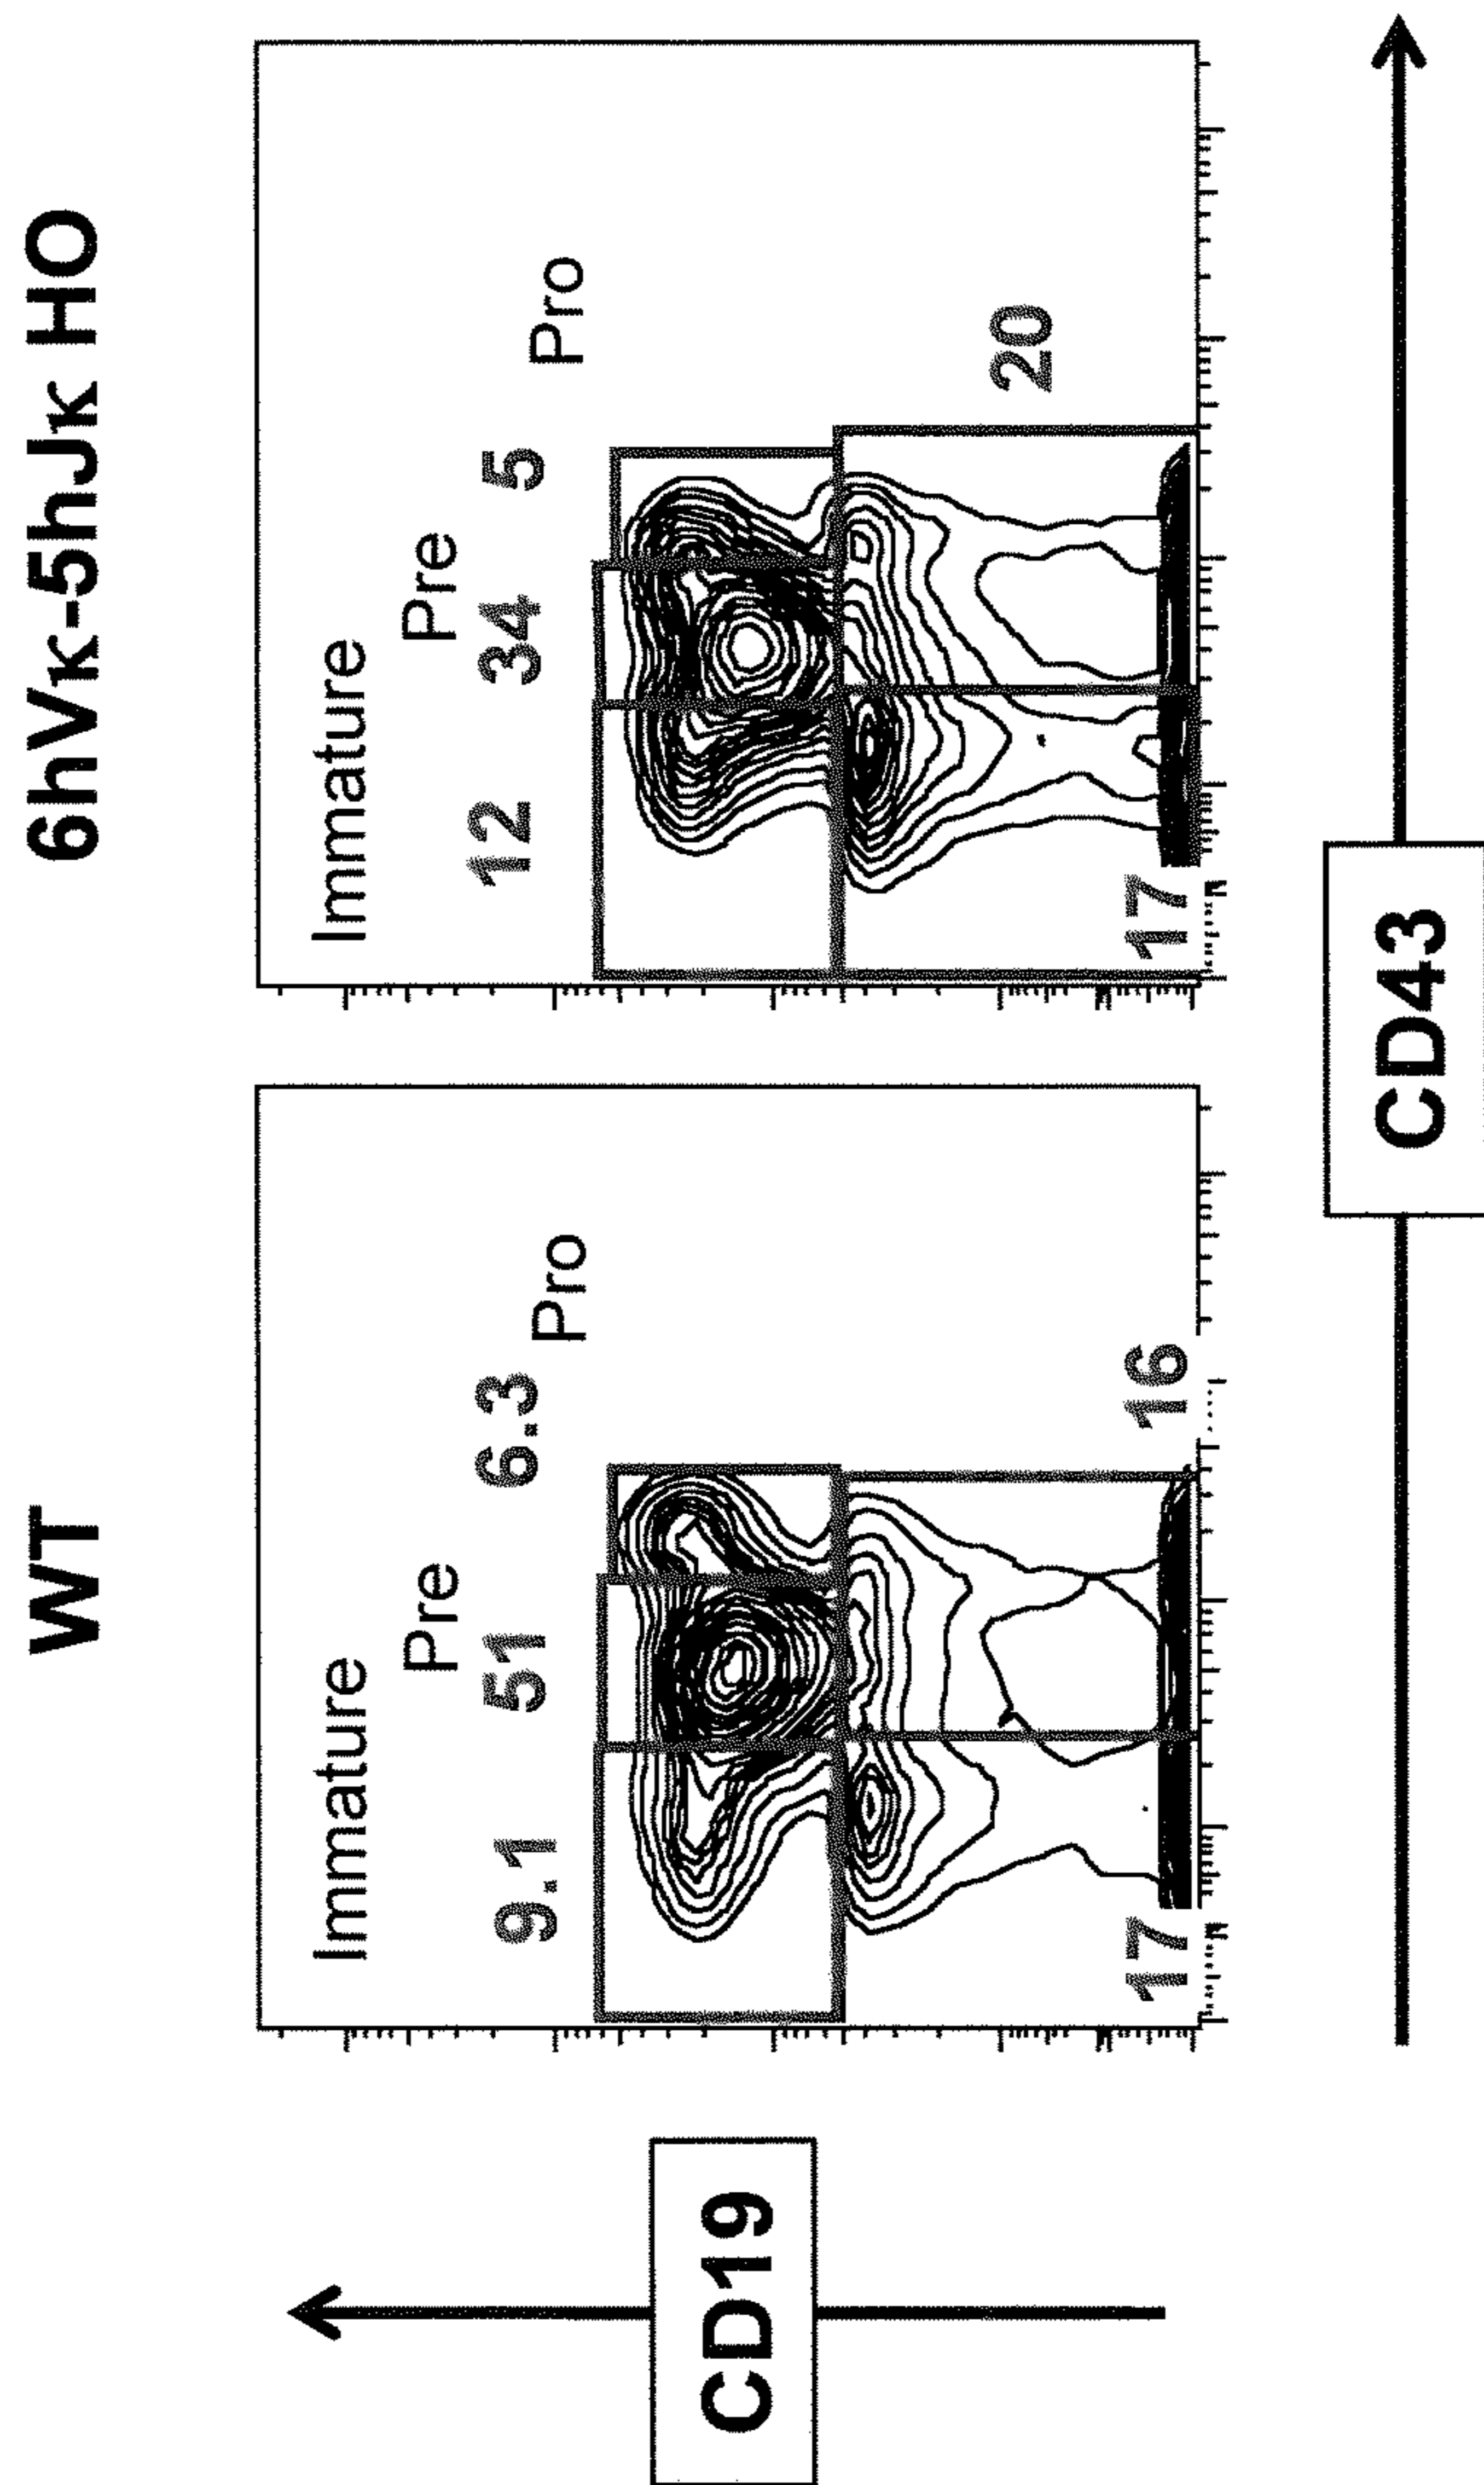 WT
6hVκ-5hJκ HO
Immature
Pre
Pro
9.1
51
6.3
17
16
Immature
Pre
Pro
12
34
5
17
20
CD19
CD43